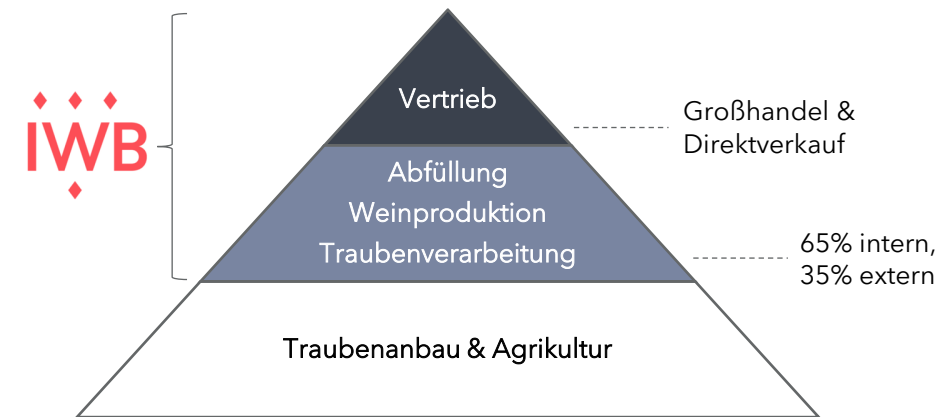 Vertrieb
Großhandel &
Direktverkauf
IWB
Abfüllung
Weinproduktion
Traubenverarbeitung
65% intern,
35% extern
Traubenanbau & Agrikultur